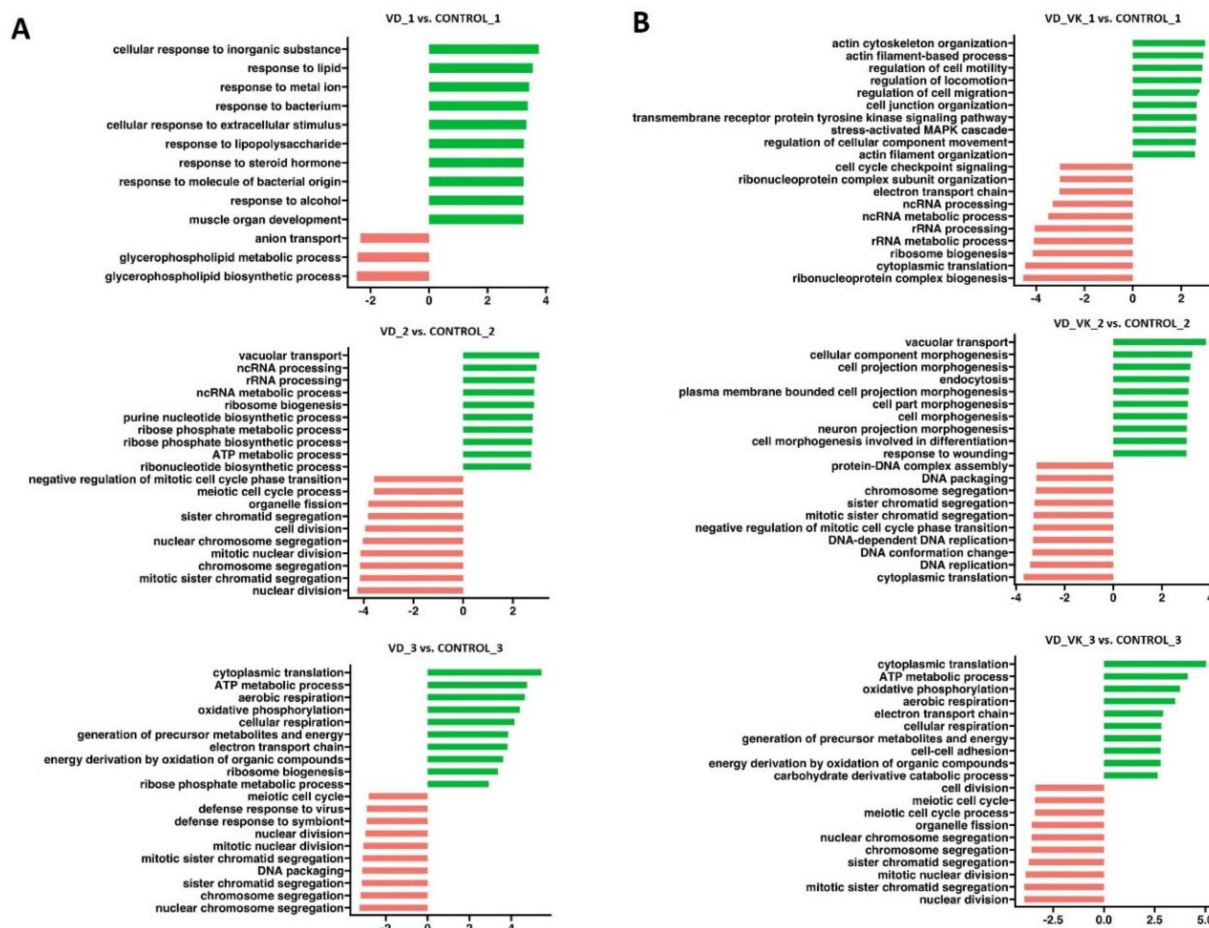 A
VD_1 vs. CONTROL_1
cellular response to inorganic substance
response to lipid
response to metal ion
response to bacterium
cellular response to extracellular stimulus
response to lipopolysaccharide
response to steroid hormone
response to molecule of bacterial origin
response to alcohol
muscle organ development
anion transport
glycerophospholipid metabolic process
glycerophospholipid biosynthetic process
-2 0 2 4
VD_2 vs. CONTROL_2
vacuolar transport
ncRNA processing
rRNA processing
ncRNA metabolic process
ribosome biogenesis
purine nucleotide biosynthetic process
ribose phosphate metabolic process
ribose phosphate biosynthetic process
ATP metabolic process
ribonucleotide biosynthetic process
negative regulation of mitotic cell cycle phase transition
meiotic cell cycle process
organelle fission
sister chromatid segregation
cell division
nuclear chromosome segregation
mitotic nuclear division
chromosome segregation
mitotic sister chromatid segregation
nuclear division
-4 -2 0 2
VD_3 vs. CONTROL_3
cytoplasmic translation
ATP metabolic process
aerobic respiration
oxidative phosphorylation
cellular respiration
generation of precursor metabolites and energy
electron transport chain
energy derivation by oxidation of organic compounds
ribosome biogenesis
ribose phosphate metabolic process
meiotic cell cycle
defense response to virus
defense response to symbiont
nuclear division
mitotic nuclear division
mitotic sister chromatid segregation
DNA packaging
sister chromatid segregation
chromosome segregation
nuclear chromosome segregation
-2 0 2 4
B
VD_VK_1 vs. CONTROL_1
actin cytoskeleton organization
actin filament-based process
regulation of cell motility
regulation of locomotion
regulation of cell migration
cell junction organization
transmembrane receptor protein tyrosine kinase signaling pathway
stress-activated MAPK cascade
regulation of cellular component movement
actin filament organization
cell cycle checkpoint signaling
ribonucleoprotein complex subunit organization
electron transport chain
ncRNA processing
ncRNA metabolic process
rRNA processing
rRNA metabolic process
ribosome biogenesis
cytoplasmic translation
ribonucleoprotein complex biogenesis
-4 -2 0 2
VD_VK_2 vs. CONTROL_2
vacuolar transport
cellular component morphogenesis
cell projection morphogenesis
endocytosis
plasma membrane bounded cell projection morphogenesis
cell part morphogenesis
cell morphogenesis
neuron projection morphogenesis
cell morphogenesis involved in differentiation
response to wounding
protein-DNA complex assembly
DNA packaging
chromosome segregation
sister chromatid segregation
mitotic sister chromatid segregation
negative regulation of mitotic cell cycle phase transition
DNA-dependent DNA replication
DNA conformation change
DNA replication
cytoplasmic translation
-4 -2 0 2
VD_VK_3 vs. CONTROL_3
cytoplasmic translation
ATP metabolic process
oxidative phosphorylation
aerobic respiration
electron transport chain
cellular respiration
generation of precursor metabolites and energy
cell-cell adhesion
energy derivation by oxidation of organic compounds
carbohydrate derivative catabolic process
cell division
meiotic cell cycle
meiotic cell cycle process
organelle fission
nuclear chromosome segregation
chromosome segregation
sister chromatid segregation
mitotic nuclear division
mitotic sister chromatid segregation
nuclear division
-2.5 0.0 2.5 5.0